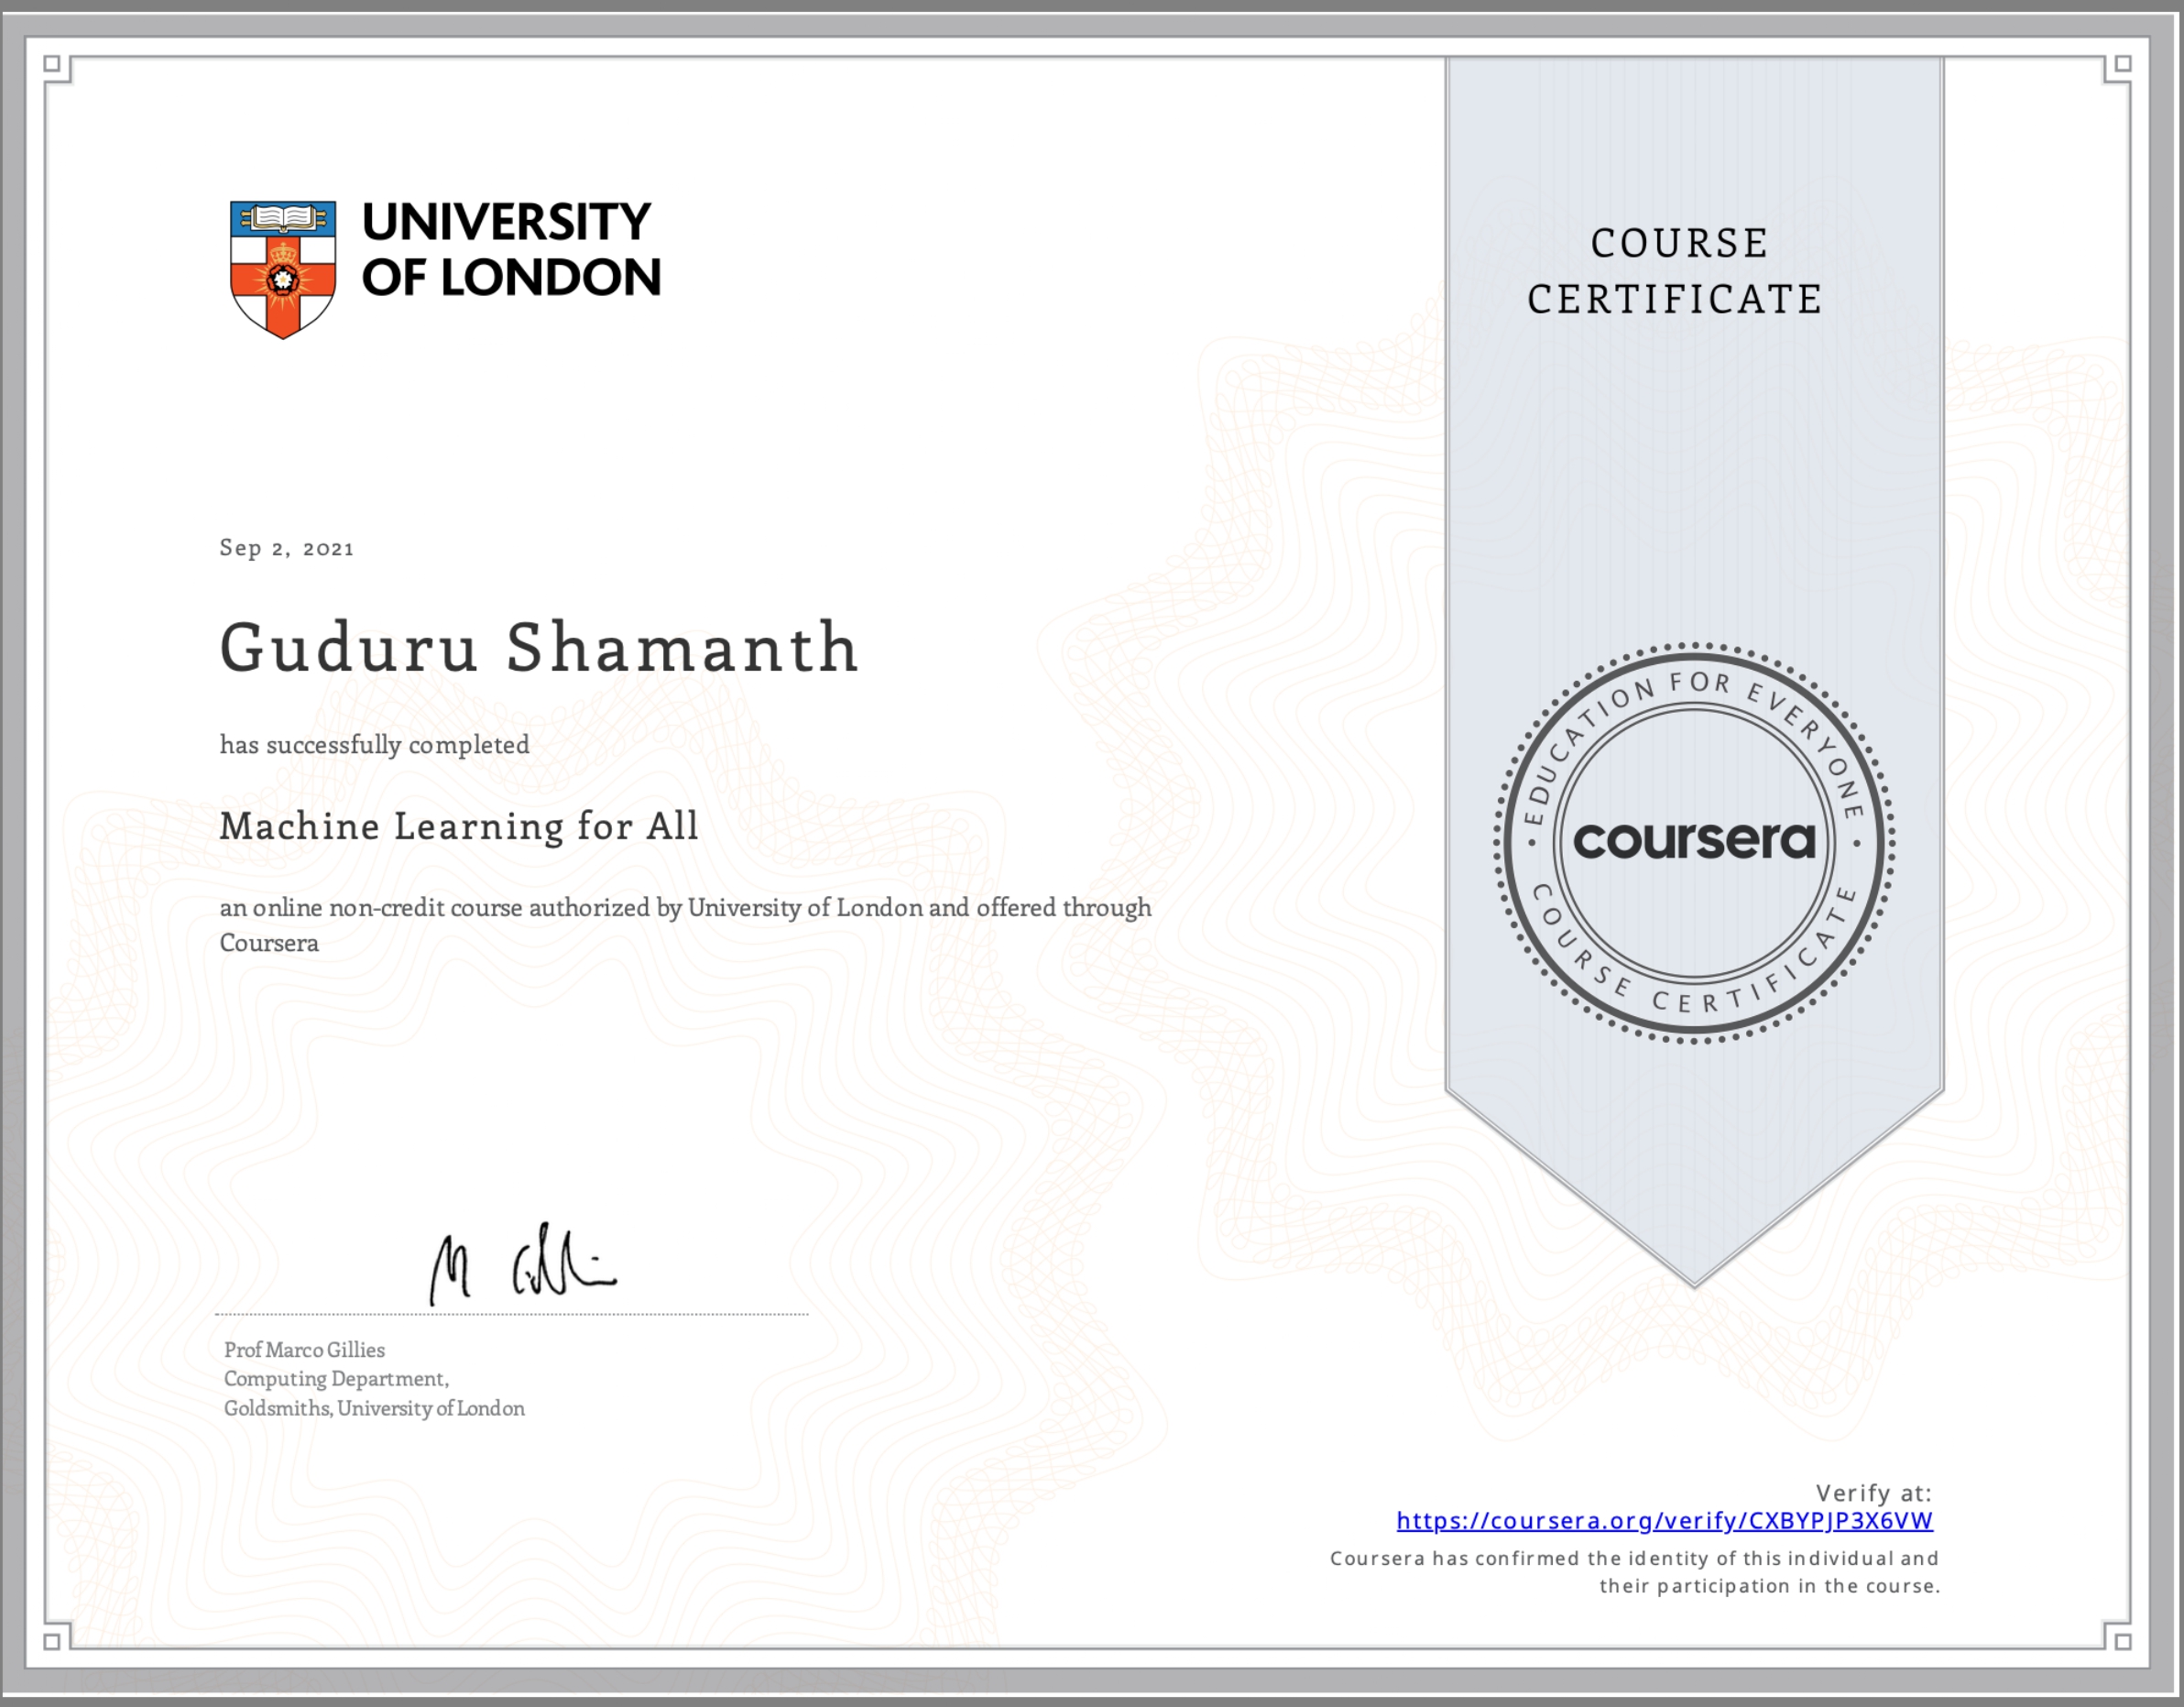 UNIVERSITY
OF LONDON
COURSE
CERTIFICATE
Sep 2, 2021
Guduru Shamanth
has successfully completed
Machine Learning for All
an online non-credit course authorized by University of London and offered through
Coursera
EDUCATION FOR EVERYONE
coursera
COURSE CERTIFICATE
Prof Marco Gillies
Computing Department,
Goldsmiths, University of London
Verify at:
https://coursera.org/verify/CXBYPJP3X6VW
Coursera has confirmed the identity of this individual and
their participation in the course.